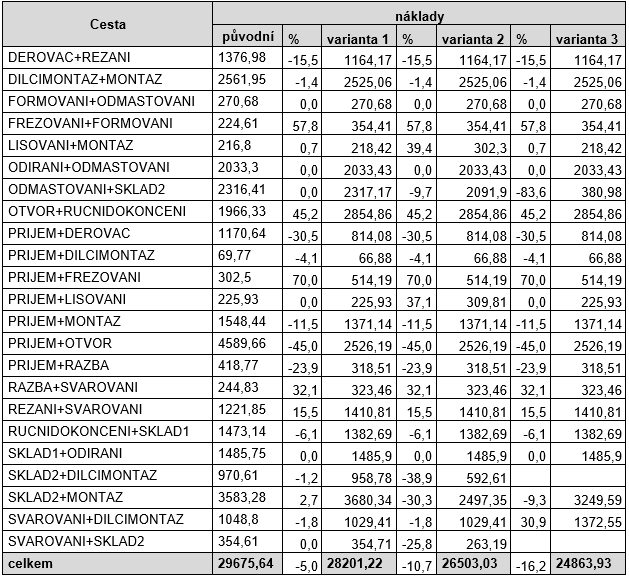 Cesta náklady
původní % varianta 1 % varianta 2 % varianta 3
DEROVAC+REZANI 1376,98 -15,5 1164,17 -15,5 1164,17 -15,5 1164,17
DILCIMONTAZ+MONTAZ 2561,95 -1,4 2525,06 -1,4 2525,06 -1,4 2525,06
FORMOVANI+ODMASTOVANI 270,68 0,0 270,68 0,0 270,68 0,0 270,68
FREZOVANI+FORMOVANI 224,61 57,8 354,41 57,8 354,41 57,8 354,41
LISOVANI+MONTAZ 216,8 0,7 218,42 39,4 302,3 0,7 218,42
ODIRANI+ODMASTOVANI 2033,3 0,0 2033,43 0,0 2033,43 0,0 2033,43
ODMASTOVANI+SKLAD2 2316,41 0,0 2317,17 -9,7 2091,9 -83,6 380,98
OTVOR+RUCNIDOKONCENI 1966,33 45,2 2854,86 45,2 2854,86 45,2 2854,86
PRIJEM+DEROVAC 1170,64 -30,5 814,08 -30,5 814,08 -30,5 814,08
PRIJEM+DILCIMONTAZ 69,77 -4,1 66,88 -4,1 66,88 -4,1 66,88
PRIJEM+FREZOVANI 302,5 70,0 514,19 70,0 514,19 70,0 514,19
PRIJEM+LISOVANI 225,93 0,0 225,93 37,1 309,81 0,0 225,93
PRIJEM+MONTAZ 1548,44 -11,5 1371,14 -11,5 1371,14 -11,5 1371,14
PRIJEM+OTVOR 4589,66 -45,0 2526,19 -45,0 2526,19 -45,0 2526,19
PRIJEM+RAZBA 418,77 -23,9 318,51 -23,9 318,51 -23,9 318,51
RAZBA+SVAROVANI 244,83 32,1 323,46 32,1 323,46 32,1 323,46
REZANI+SVAROVANI 1221,85 15,5 1410,81 15,5 1410,81 15,5 1410,81
RUCNIDOKONCENI+SKLAD1 1473,14 -6,1 1382,69 -6,1 1382,69 -6,1 1382,69
SKLAD1+ODIRANI 1485,75 0,0 1485,9 0,0 1485,9 0,0 1485,9
SKLAD2+DILCIMONTAZ 970,61 -1,2 958,78 -38,9 592,61
SKLAD2+MONTAZ 3583,28 2,7 3680,34 -30,3 2497,35 -9,3 3249,59
SVAROVANI+DILCIMONTAZ 1048,8 -1,8 1029,41 -1,8 1029,41 30,9 1372,55
SVAROVANI+SKLAD2 354,61 0,0 354,71 -25,8 263,19
celkem 29675,64 -5,0 28201,22 -10,7 26503,03 -16,2 24863,93